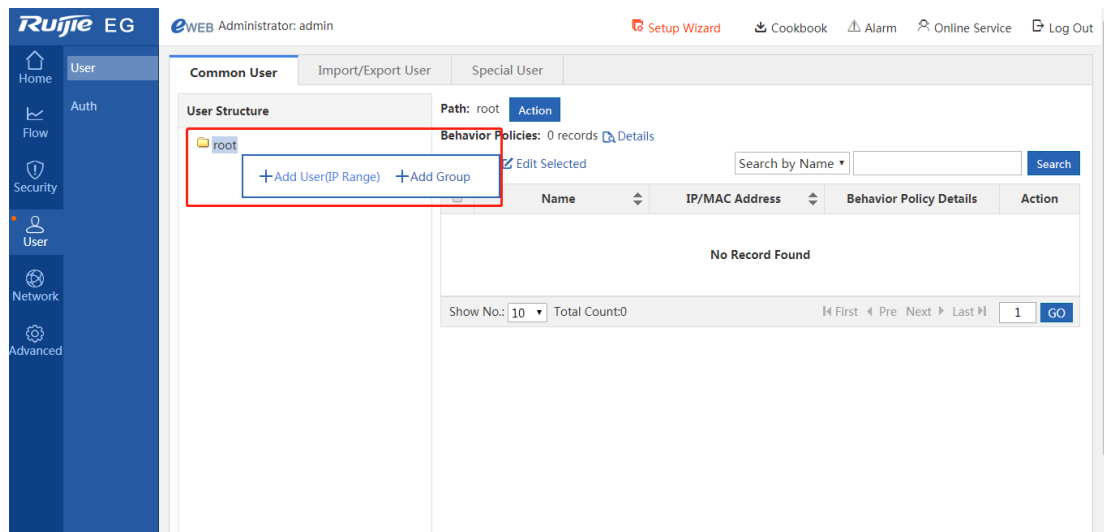 Ruijie EG
eWEB Administrator: admin
Setup Wizard
Cookbook
Alarm
Online Service
Log Out
Home
Flow
Security
User
Network
Advanced
User
Auth
Common User
Import/Export User
Special User
User Structure
root
+Add User(IP Range) +Add Group
Path: root Action
Behavior Policies: 0 records Details
Edit Selected
Search by Name
Search
Name IP/MAC Address Behavior Policy Details Action
No Record Found
Show No.: 10 Total Count:0
First Pre Next Last 1 GO